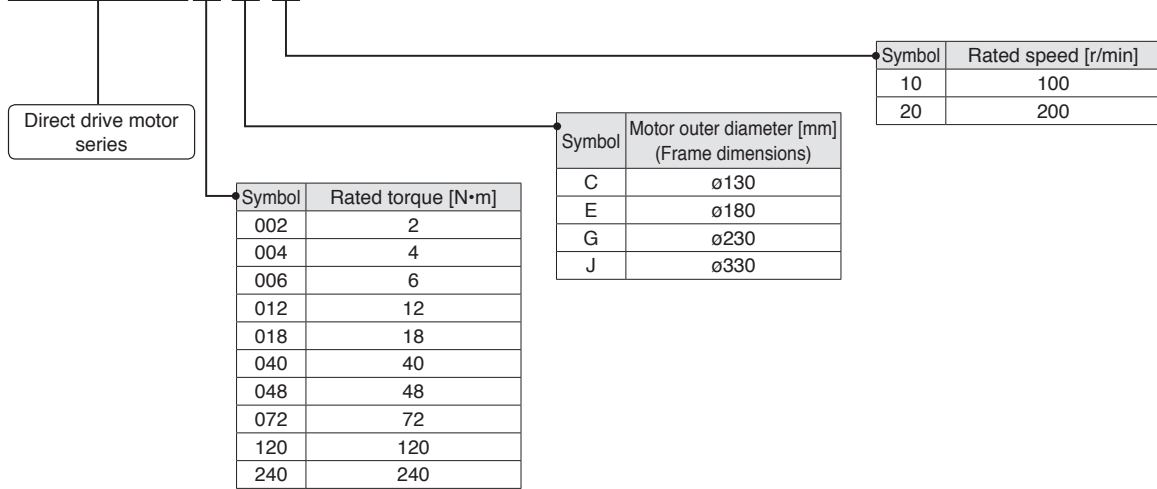 Direct drive motor
series
Symbol Rated torque [N•m]
002 2
004 4
006 6
012 12
018 18
040 40
048 48
072 72
120 120
240 240
Symbol Motor outer diameter [mm]
(Frame dimensions)
C ø130
E ø180
G ø230
J ø330
Symbol Rated speed [r/min]
10 100
20 200